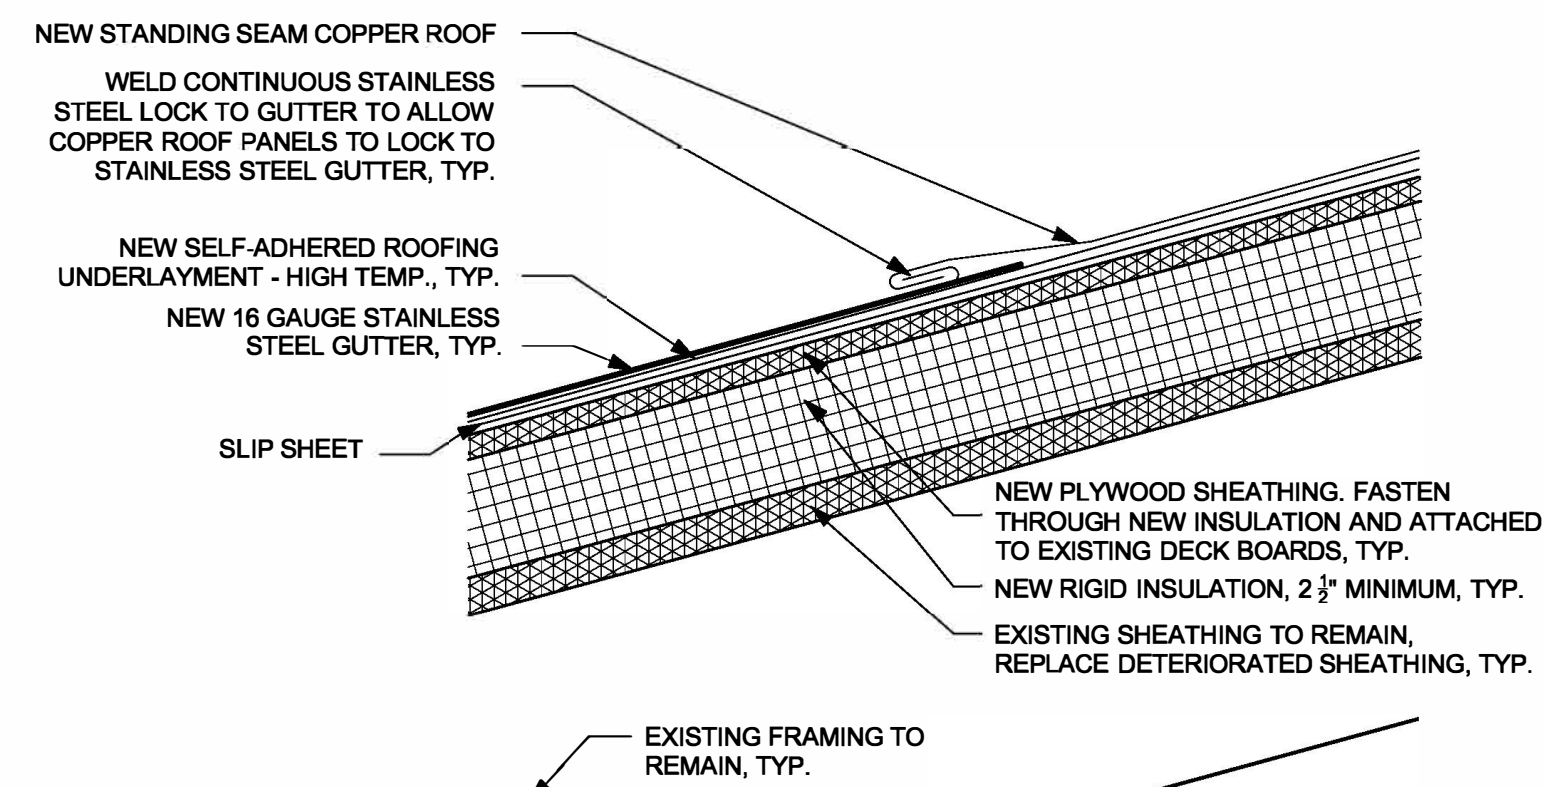 NEW STANDING SEAM COPPER ROOF
WELD CONTINUOUS STAINLESS
STEEL LOCK TO GUTTER TO ALLOW
COPPER ROOF PANELS TO LOCK TO
STAINLESS STEEL GUTTER, TYP.
NEW SELF-ADHERED ROOFING
UNDERLAYMENT - HIGH TEMP., TYP.
NEW 16 GAUGE STAINLESS
STEEL GUTTER, TYP.
SLIP SHEET
NEW PLYWOOD SHEATHING. FASTEN
THROUGH NEW INSULATION AND ATTACHED
TO EXISTING DECK BOARDS, TYP.
NEW RIGID INSULATION, 2 ½" MINIMUM, TYP.
EXISTING SHEATHING TO REMAIN,
REPLACE DETERIORATED SHEATHING, TYP.
EXISTING FRAMING TO
REMAIN, TYP.